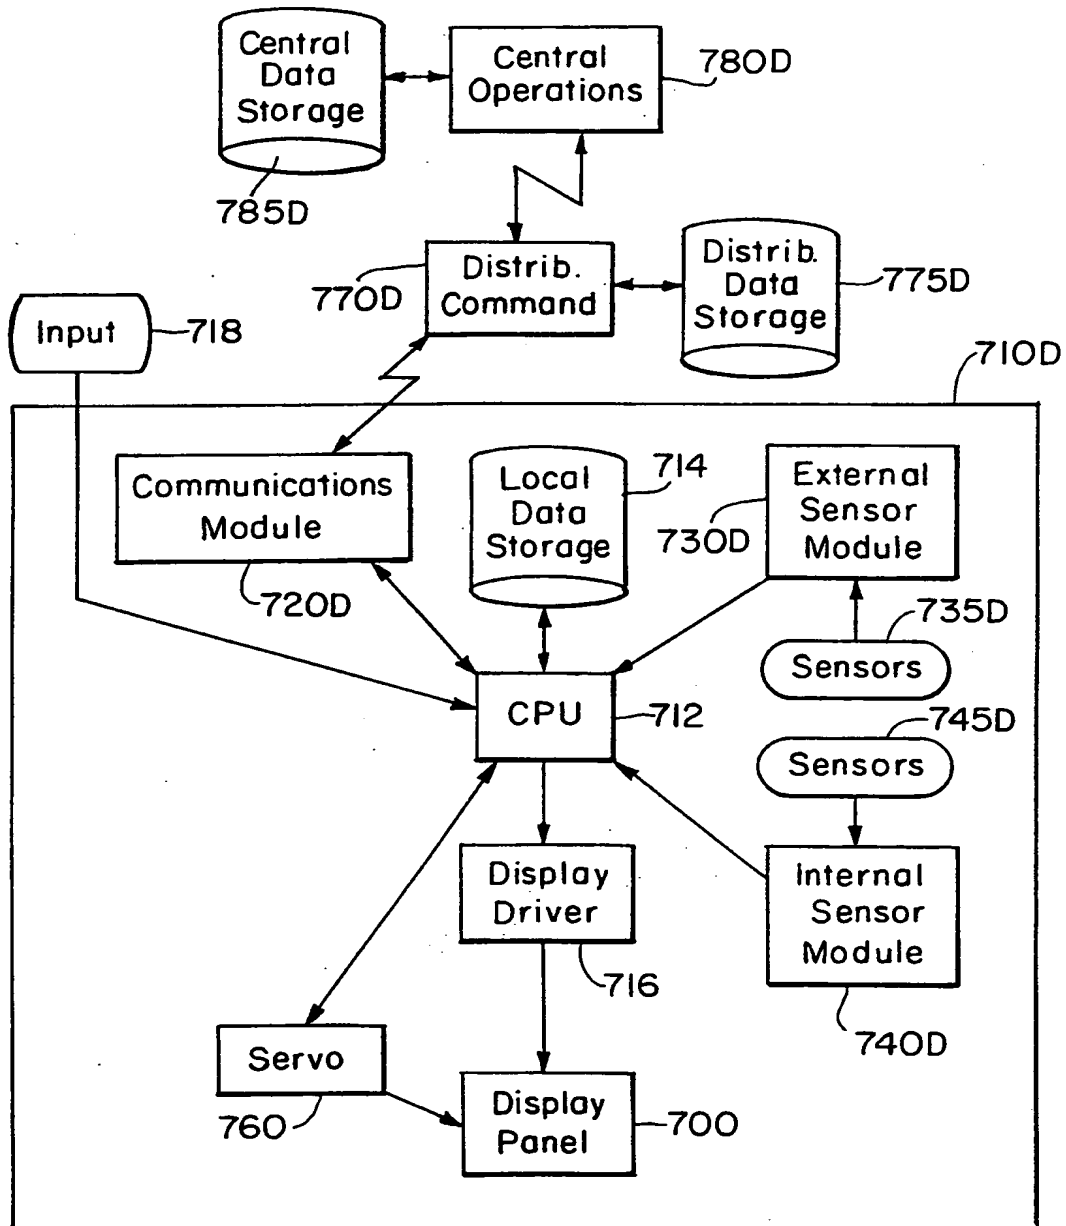 Central
Data
Storage
785D
Central
Operations
780D
Distrib.
Command
770D
Distrib.
Data
Storage
775D
Input
718
710D
Communications
Module
720D
Local
Data
Storage
714
External
Sensor
Module
730D
735D
Sensors
CPU
712
745D
Sensors
Display
Driver
716
Internal
Sensor
Module
740D
Servo
760
Display
Panel
700